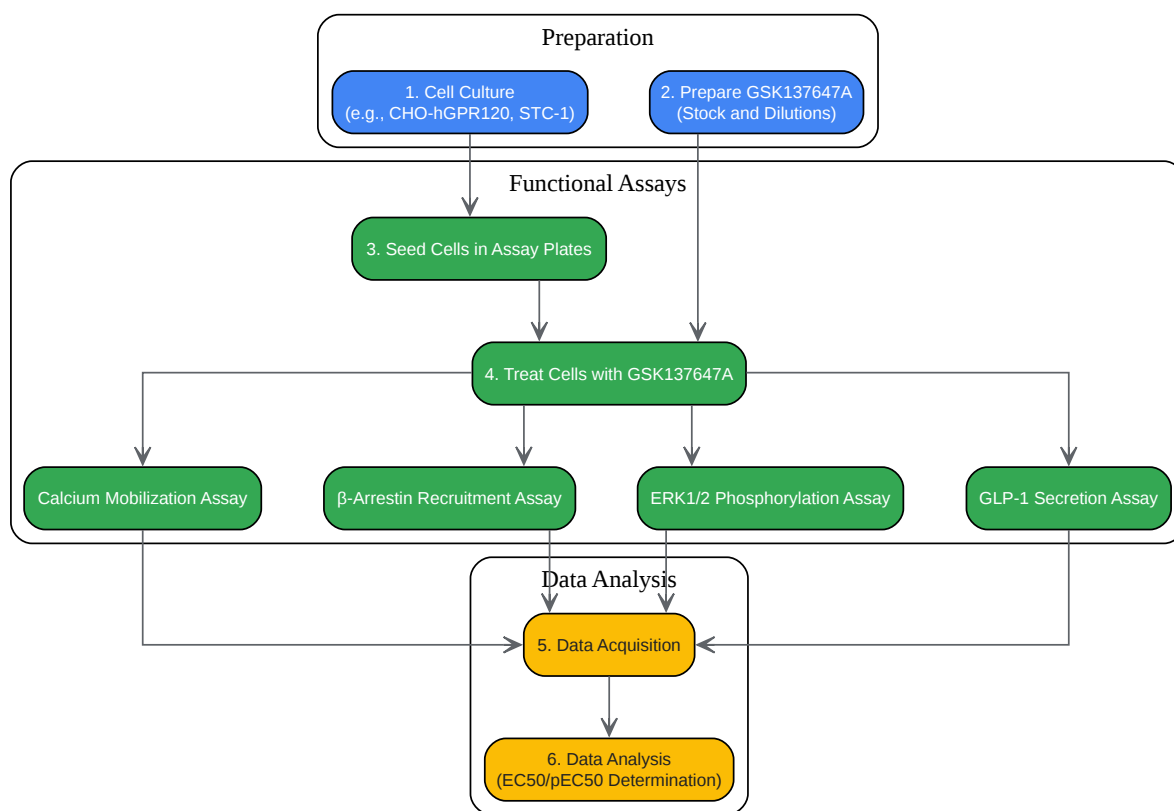 Preparation
1. Cell Culture
(e.g., CHO-hGPR120, STC-1)
2. Prepare GSK137647A
(Stock and Dilutions)
Functional Assays
3. Seed Cells in Assay Plates
4. Treat Cells with GSK137647A
Calcium Mobilization Assay
β-Arrestin Recruitment Assay
ERK1/2 Phosphorylation Assay
GLP-1 Secretion Assay
Data Analysis
5. Data Acquisition
6. Data Analysis
(EC50/pEC50 Determination)